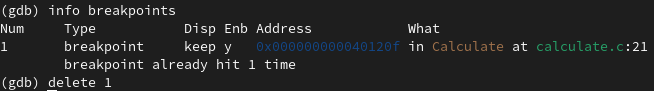 (gdb) info breakpoints
Num     Type           Disp Enb Address            What
1       breakpoint     keep y   0x000000000040120f in Calculate at calculate.c:21
        breakpoint already hit 1 time
(gdb) delete 1